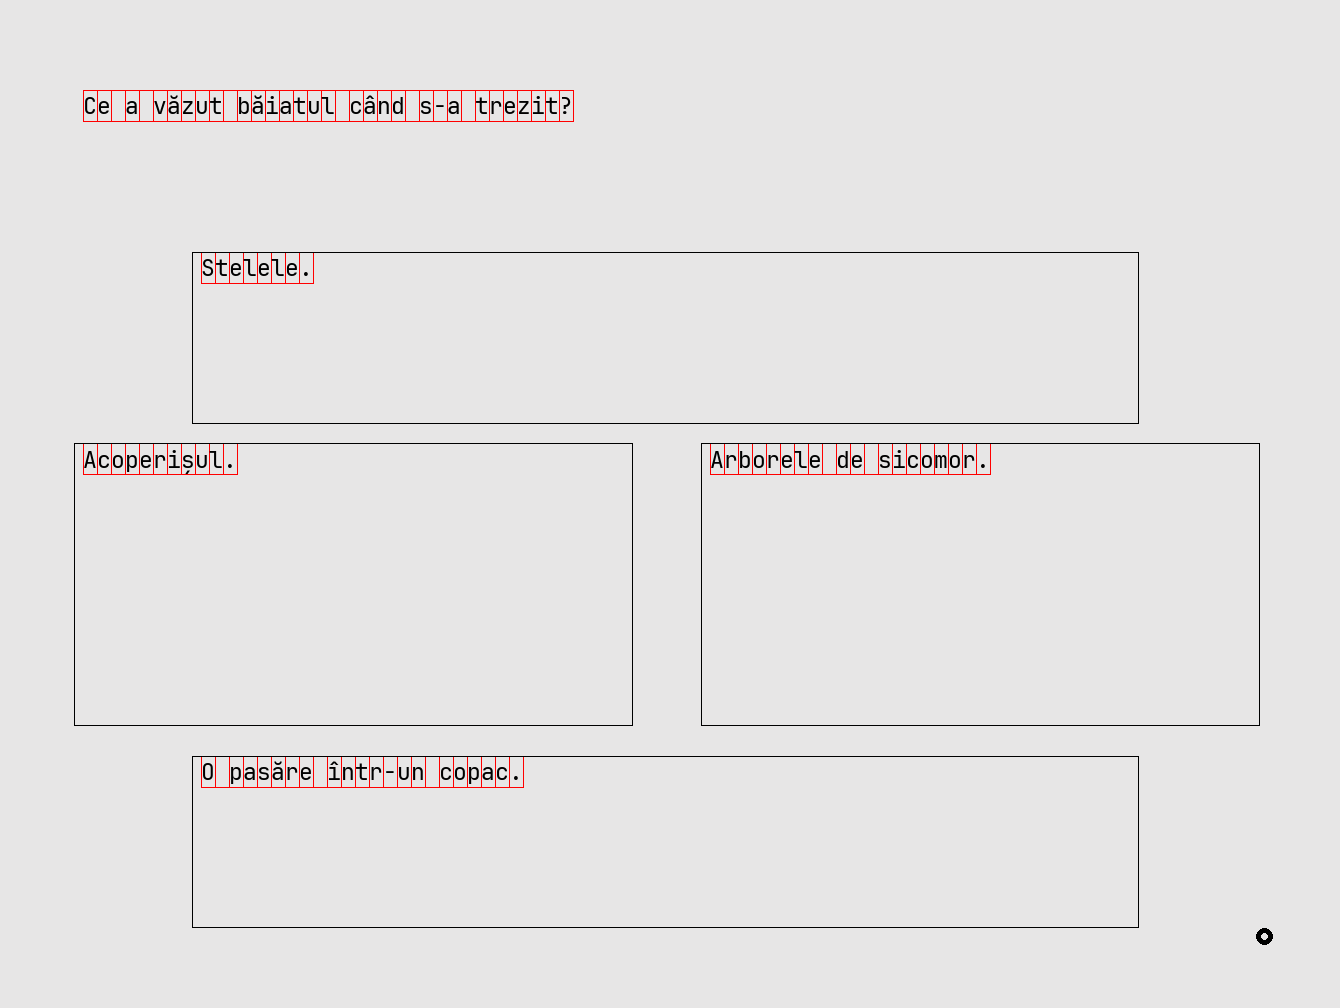 Ce a văzut băiatul când s-a trezit?
Stelele.
Acoperișul.
Arborele de sicomor.
O pasăre într-un copac.